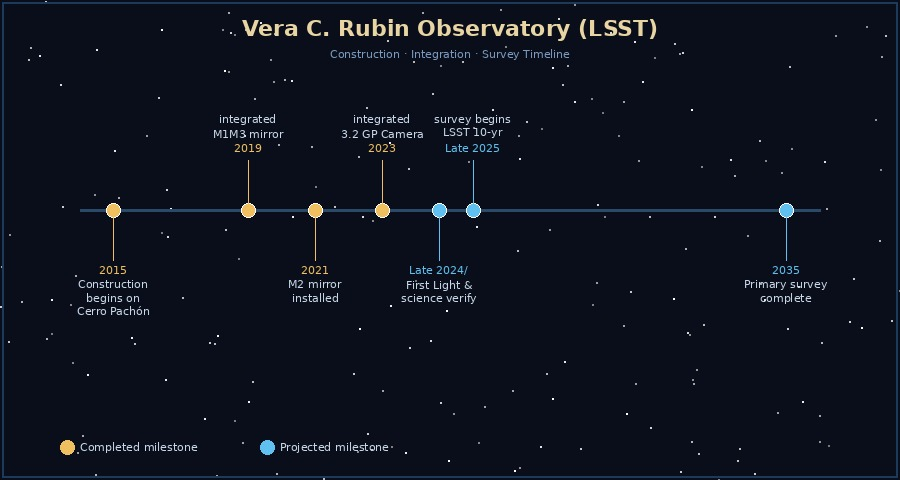 Vera C. Rubin Observatory (LSST)
Construction · Integration · Survey Timeline
integrated
M1M3 mirror
2019
integrated
3.2 GP Camera
2023
survey begins
LSST 10-yr
Late 2025
2015
Construction
begins on
Cerro Pachón
2021
M2 mirror
installed
Late 2024/
First Light &
science verify
2035
Primary survey
complete
Completed milestone
Projected milestone